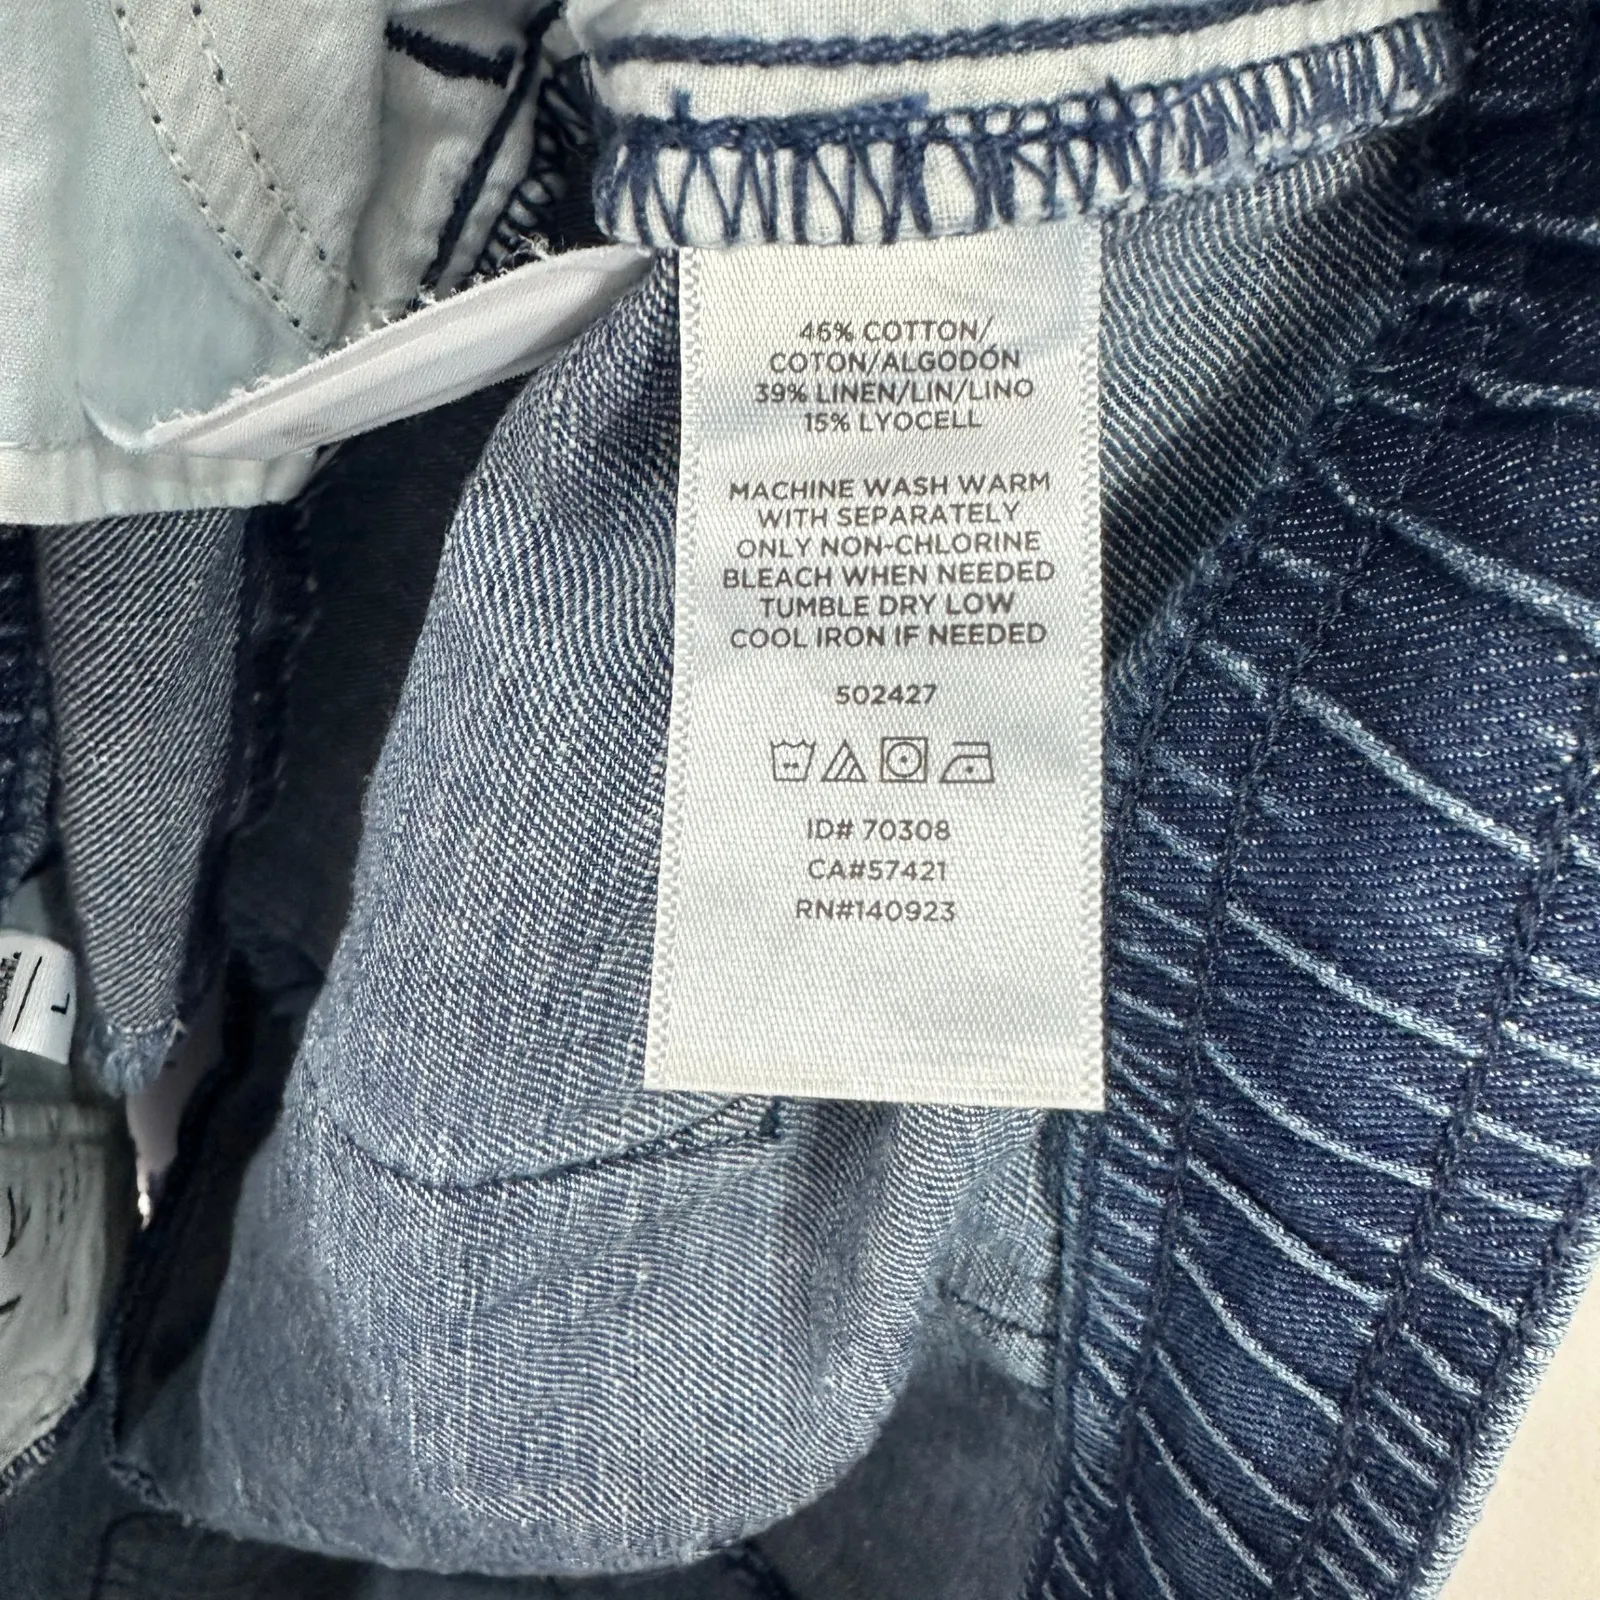 46% COTTON/
COTON/ALGODÓN
39% LINEN/LIN/LINO
15% LYOCELL
MACHINE WASH WARM
WITH SEPARATELY
ONLY NON-CHLORINE
BLEACH WHEN NEEDED
TUMBLE DRY LOW
COOL IRON IF NEEDED
502427
ID# 70308
CA#57421
RN#140923
L